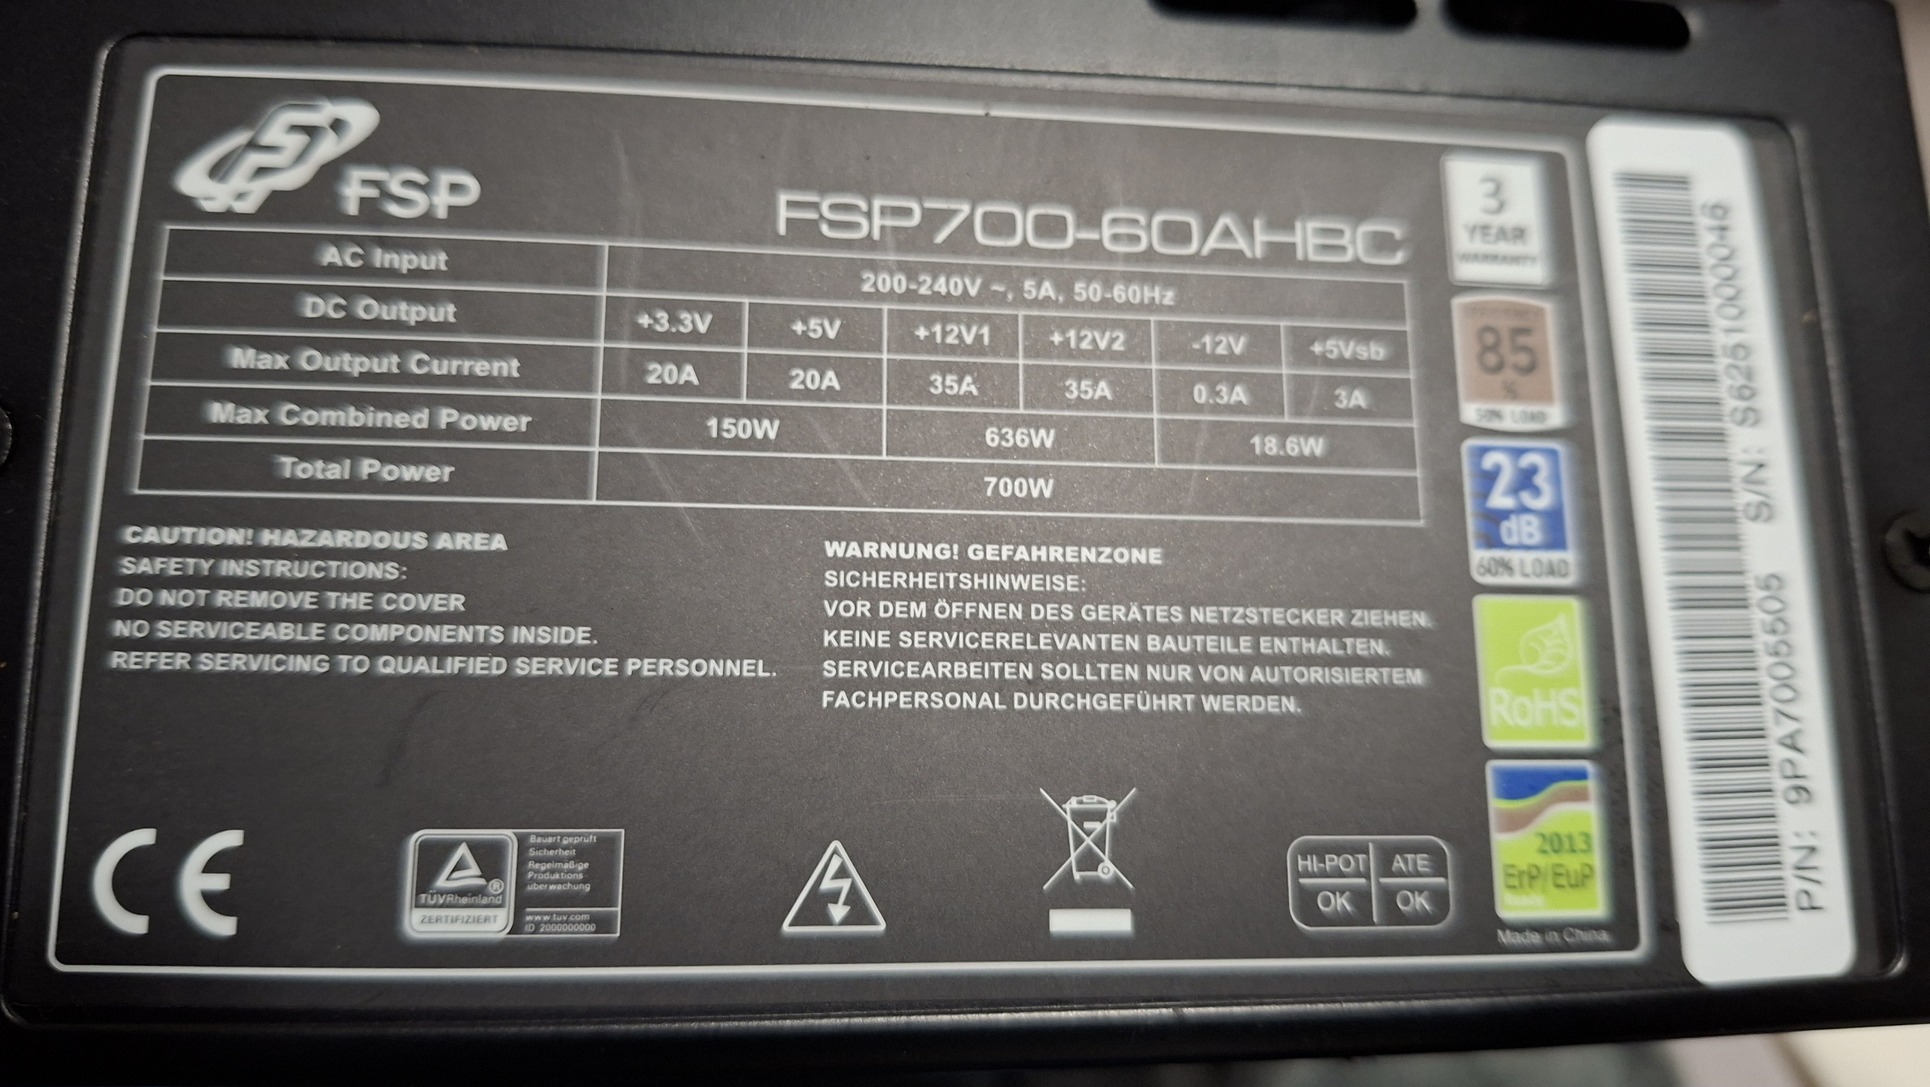 FSP
FSP700-60AHBC
AC Input 200-240V ~, 5A, 50-60Hz
DC Output +3.3V +5V +12V1 +12V2 -12V +5Vsb
Max Output Current 20A 20A 35A 35A 0.3A 3A
Max Combined Power 150W 636W 18.6W
Total Power 700W
CAUTION! HAZARDOUS AREA
SAFETY INSTRUCTIONS:
DO NOT REMOVE THE COVER
NO SERVICEABLE COMPONENTS INSIDE.
REFER SERVICING TO QUALIFIED SERVICE PERSONNEL.
WARNUNG! GEFAHRENZONE
SICHERHEITSHINWEISE:
VOR DEM ÖFFNEN DES GERÄTES NETZSTECKER ZIEHEN.
KEINE SERVICERELEVANTEN BAUTEILE ENTHALTEN.
SERVICEARBEITEN SOLLTEN NUR VON AUTORISIERTEM
FACHPERSONAL DURCHGEFÜHRT WERDEN.
CE
TÜVRheinland®
ZERTIFIZIERT
Bauart geprüft
Sicherheit
Regelmäßige
Produktions
überwachung
www.tuv.com
ID 2000000000
HI-POT ATE
OK OK
3
YEAR
WARRANTY
85
%
50% LOAD
23
dB
60% LOAD
RoHS
2013
ErP/EuP
Ready
Made in China
P/N: 9PA7005505 S/N: S6251000046